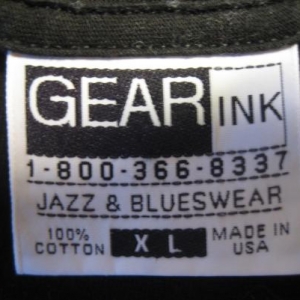 GEAR INK
1-800-366-8337
JAZZ & BLUESWEAR
100% COTTON XL MADE IN USA